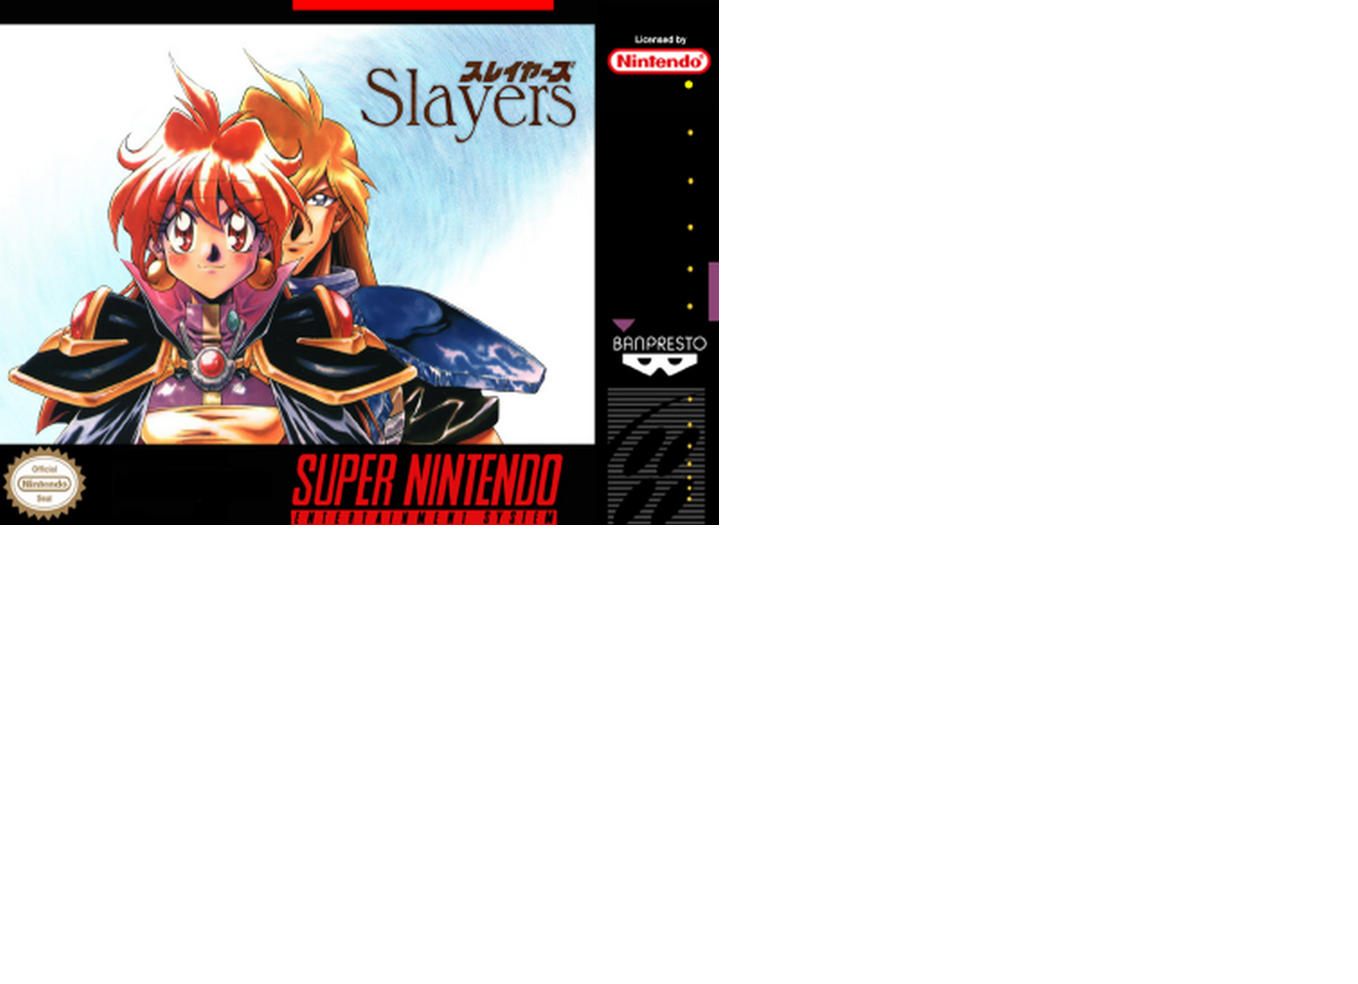 Licensed by
Nintendo®
スレイヤーズ
Slayers
BANPRESTO
Official
Nintendo
Seal
SUPER NINTENDO
ENTERTAINMENT SYSTEM